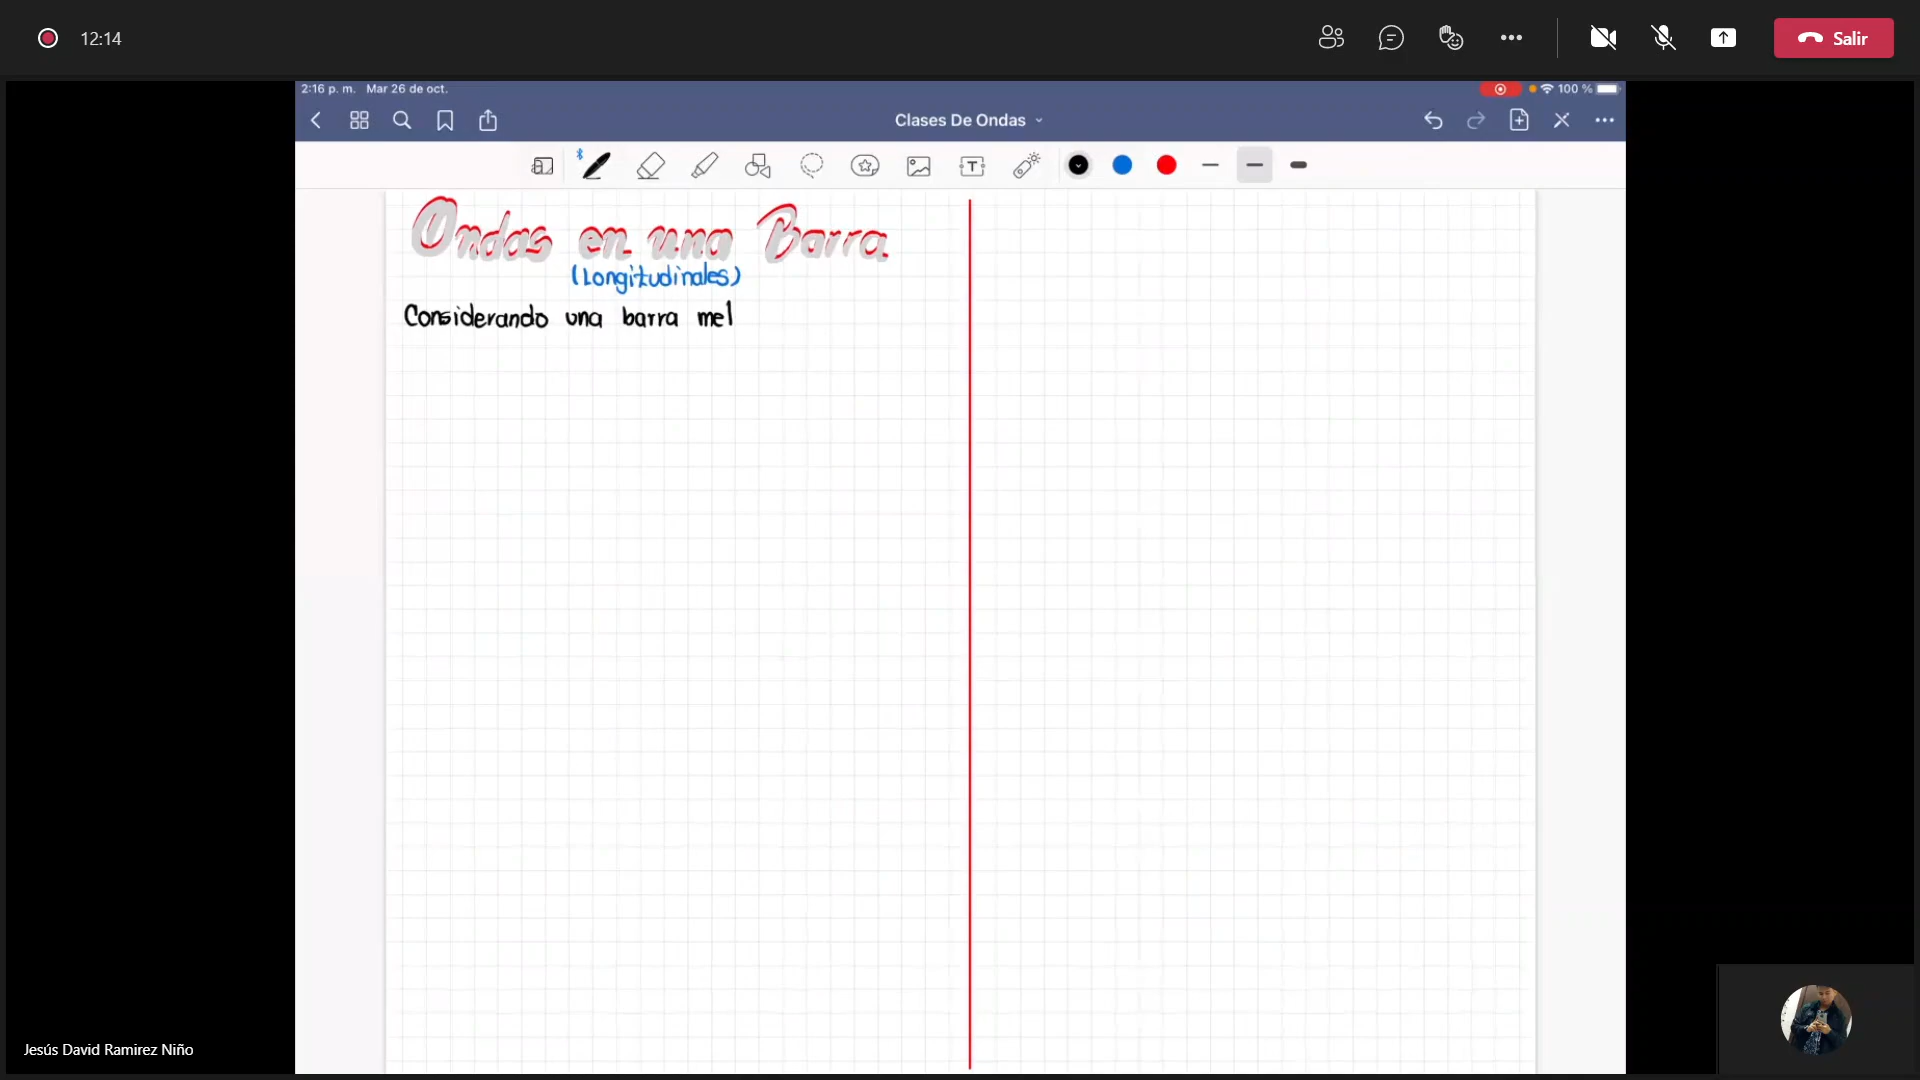 12:14
Salir
2:16 p. m. Mar 26 de oct.
100 %
Clases De Ondas
Ondas en una Barra
(Longitudinales)
Considerando una barra mel
Jesús David Ramirez Niño